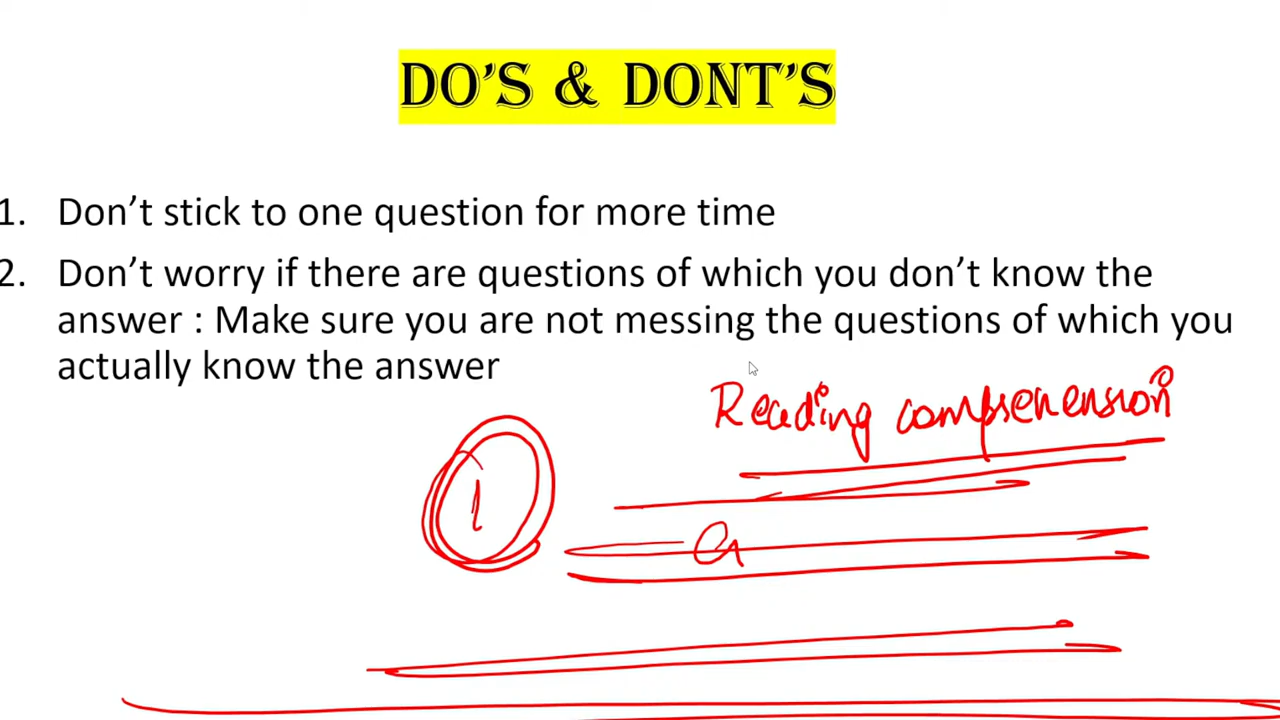 DO'S & DONT'S
1. Don't stick to one question for more time
2. Don't worry if there are questions of which you don't know the
answer : Make sure you are not messing the questions of which you
actually know the answer
Reading comprehension
1